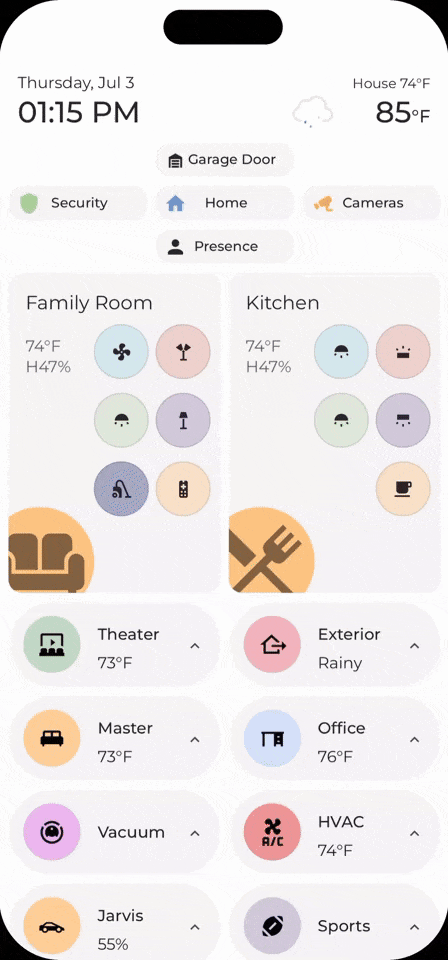 Thursday, Jul 3
House 74°F
01:15 PM
85°F
Garage Door
Security
Home
Cameras
Presence
Family Room
74°F
H47%
Kitchen
74°F
H47%
Theater
73°F
Exterior
Rainy
Master
73°F
Office
76°F
Vacuum
HVAC
74°F
A/C
Jarvis
55%
Sports